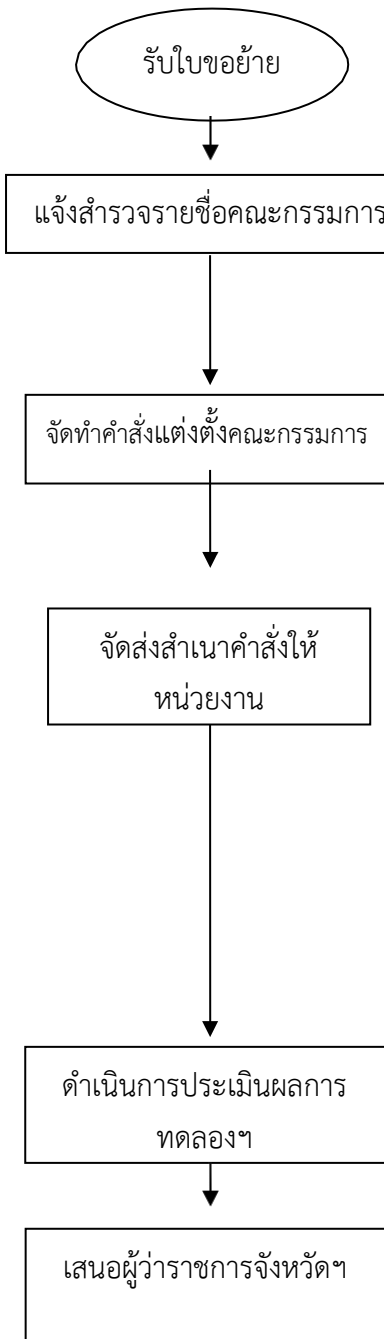 รับใบขอย้าย
แจ้งสำรวจรายชื่อคณะกรรมการ
จัดทำคำสั่งแต่งตั้งคณะกรรมการ
จัดส่งสำเนาคำสั่งให้
หน่วยงาน
ดำเนินการประเมินผลการ
ทดลองฯ
เสนอผู้ว่าราชการจังหวัดฯ